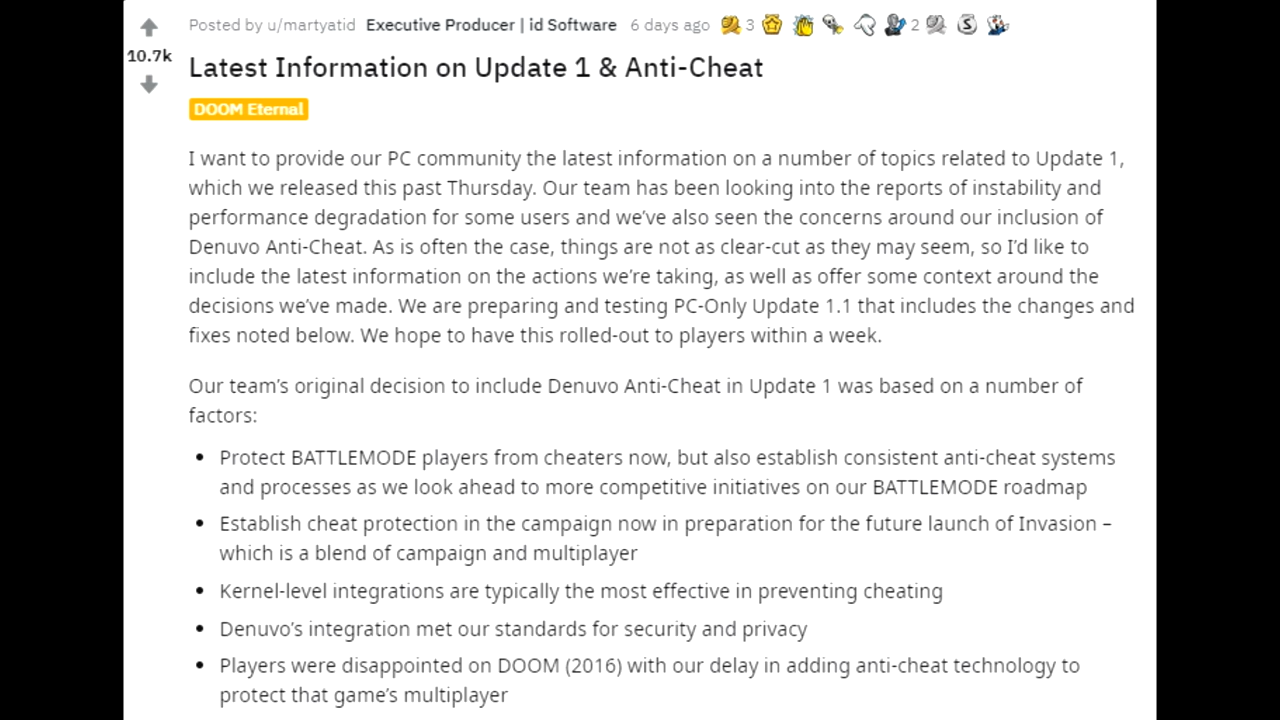 Posted by u/martyatid Executive Producer | id Software 6 days ago 3 2
10.7k
Latest Information on Update 1 & Anti-Cheat
DOOM Eternal
I want to provide our PC community the latest information on a number of topics related to Update 1,
which we released this past Thursday. Our team has been looking into the reports of instability and
performance degradation for some users and we've also seen the concerns around our inclusion of
Denuvo Anti-Cheat. As is often the case, things are not as clear-cut as they may seem, so I'd like to
include the latest information on the actions we're taking, as well as offer some context around the
decisions we've made. We are preparing and testing PC-Only Update 1.1 that includes the changes and
fixes noted below. We hope to have this rolled-out to players within a week.
Our team's original decision to include Denuvo Anti-Cheat in Update 1 was based on a number of
factors:
• Protect BATTLEMODE players from cheaters now, but also establish consistent anti-cheat systems
and processes as we look ahead to more competitive initiatives on our BATTLEMODE roadmap
• Establish cheat protection in the campaign now in preparation for the future launch of Invasion –
which is a blend of campaign and multiplayer
• Kernel-level integrations are typically the most effective in preventing cheating
• Denuvo's integration met our standards for security and privacy
• Players were disappointed on DOOM (2016) with our delay in adding anti-cheat technology to
protect that game's multiplayer